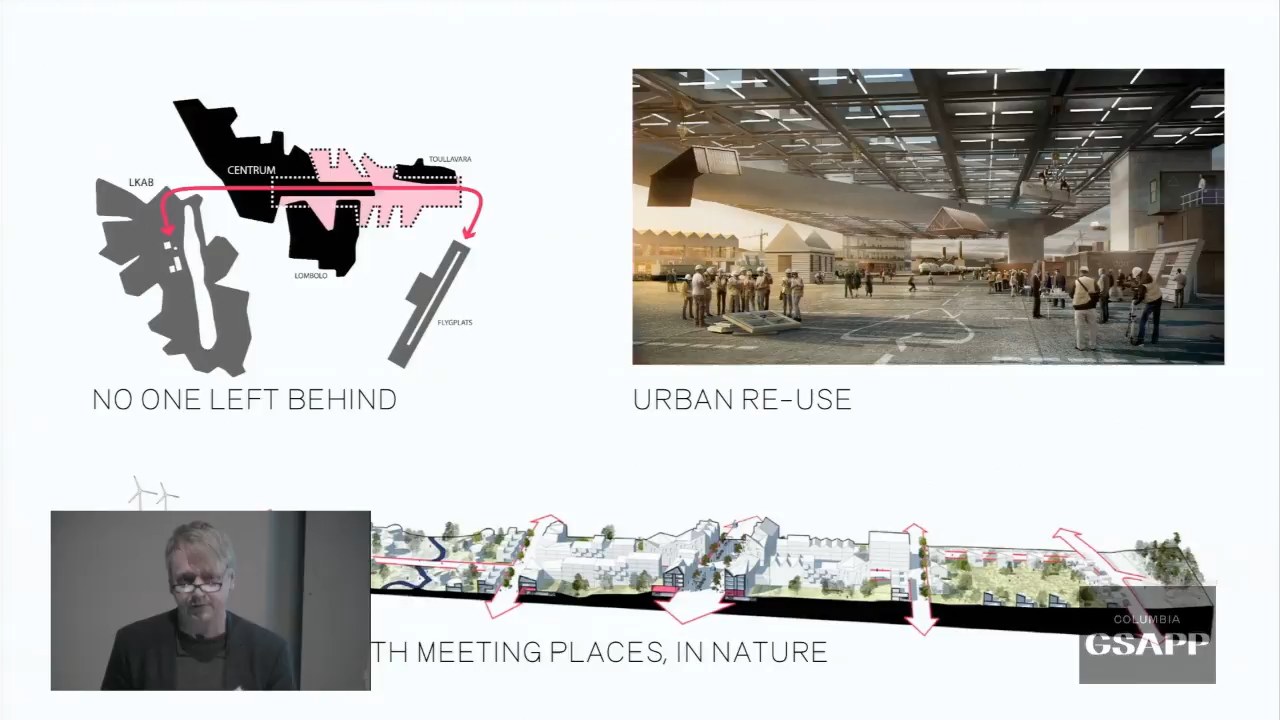 CENTRUM
TOULLAVARA
LKAB
LOMBOLO
FLYGPLATS
NO ONE LEFT BEHIND
URBAN RE-USE
TH MEETING PLACES, IN NATURE
COLUMBIA
GSAPP